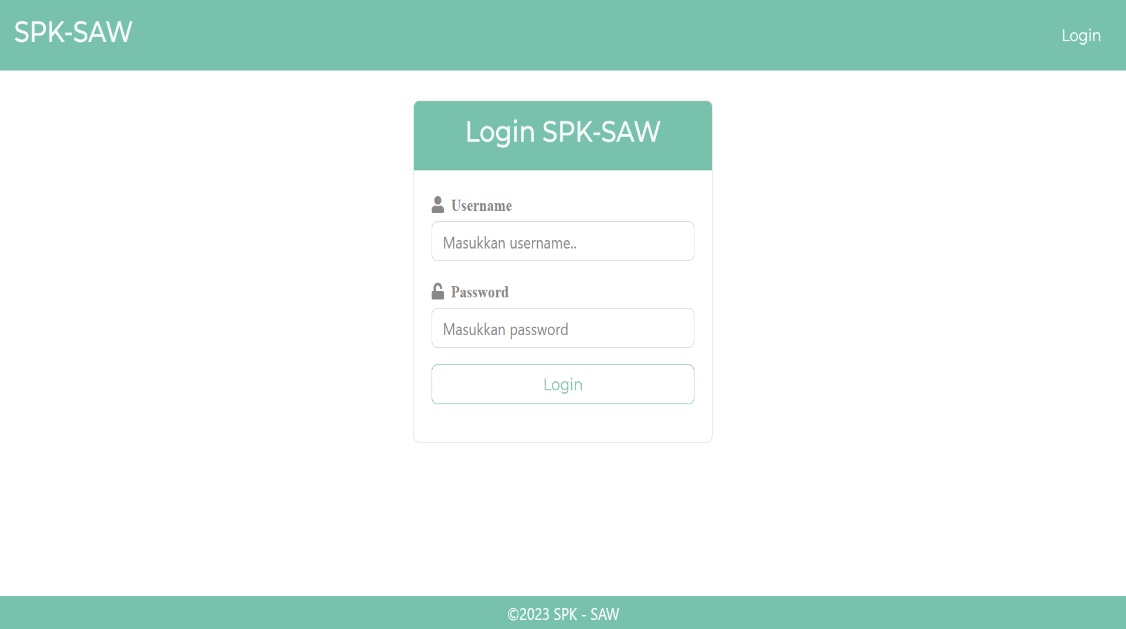 SPK-SAW
Login
Login SPK-SAW
Username
Masukkan username..
Password
Masukkan password
Login
©2023 SPK - SAW